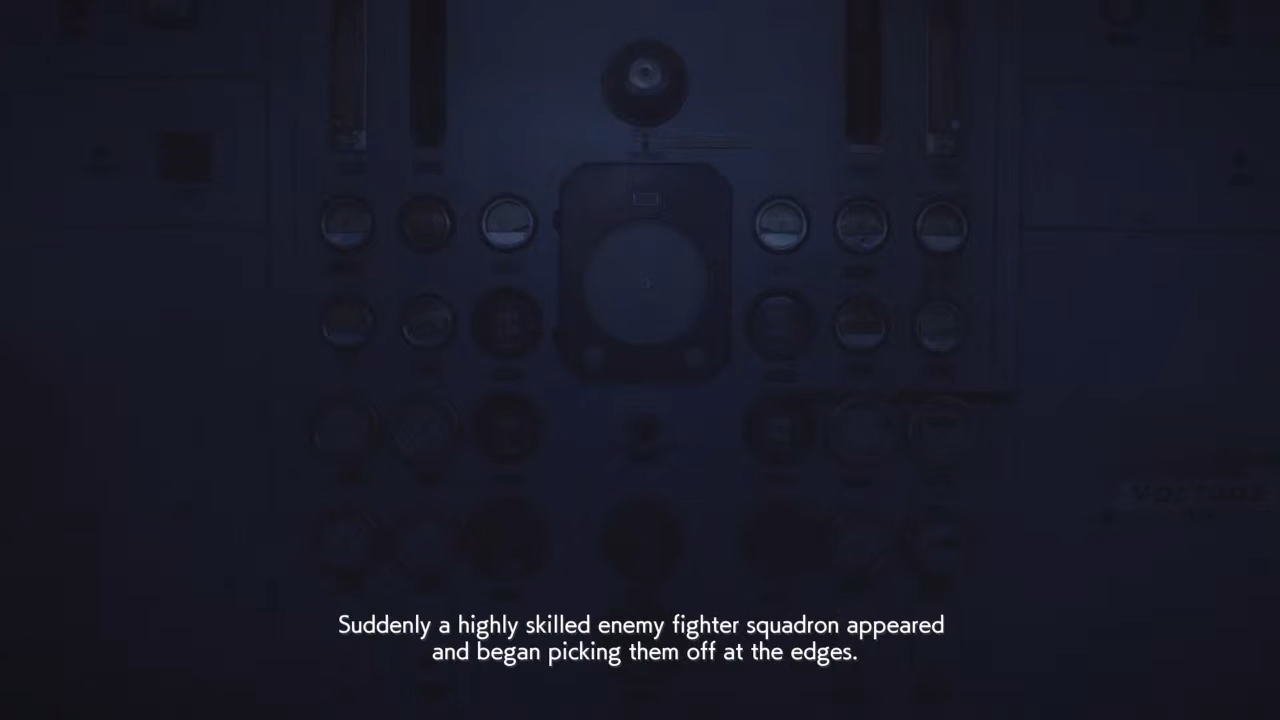 Suddenly a highly skilled enemy fighter squadron appeared
and began picking them off at the edges.